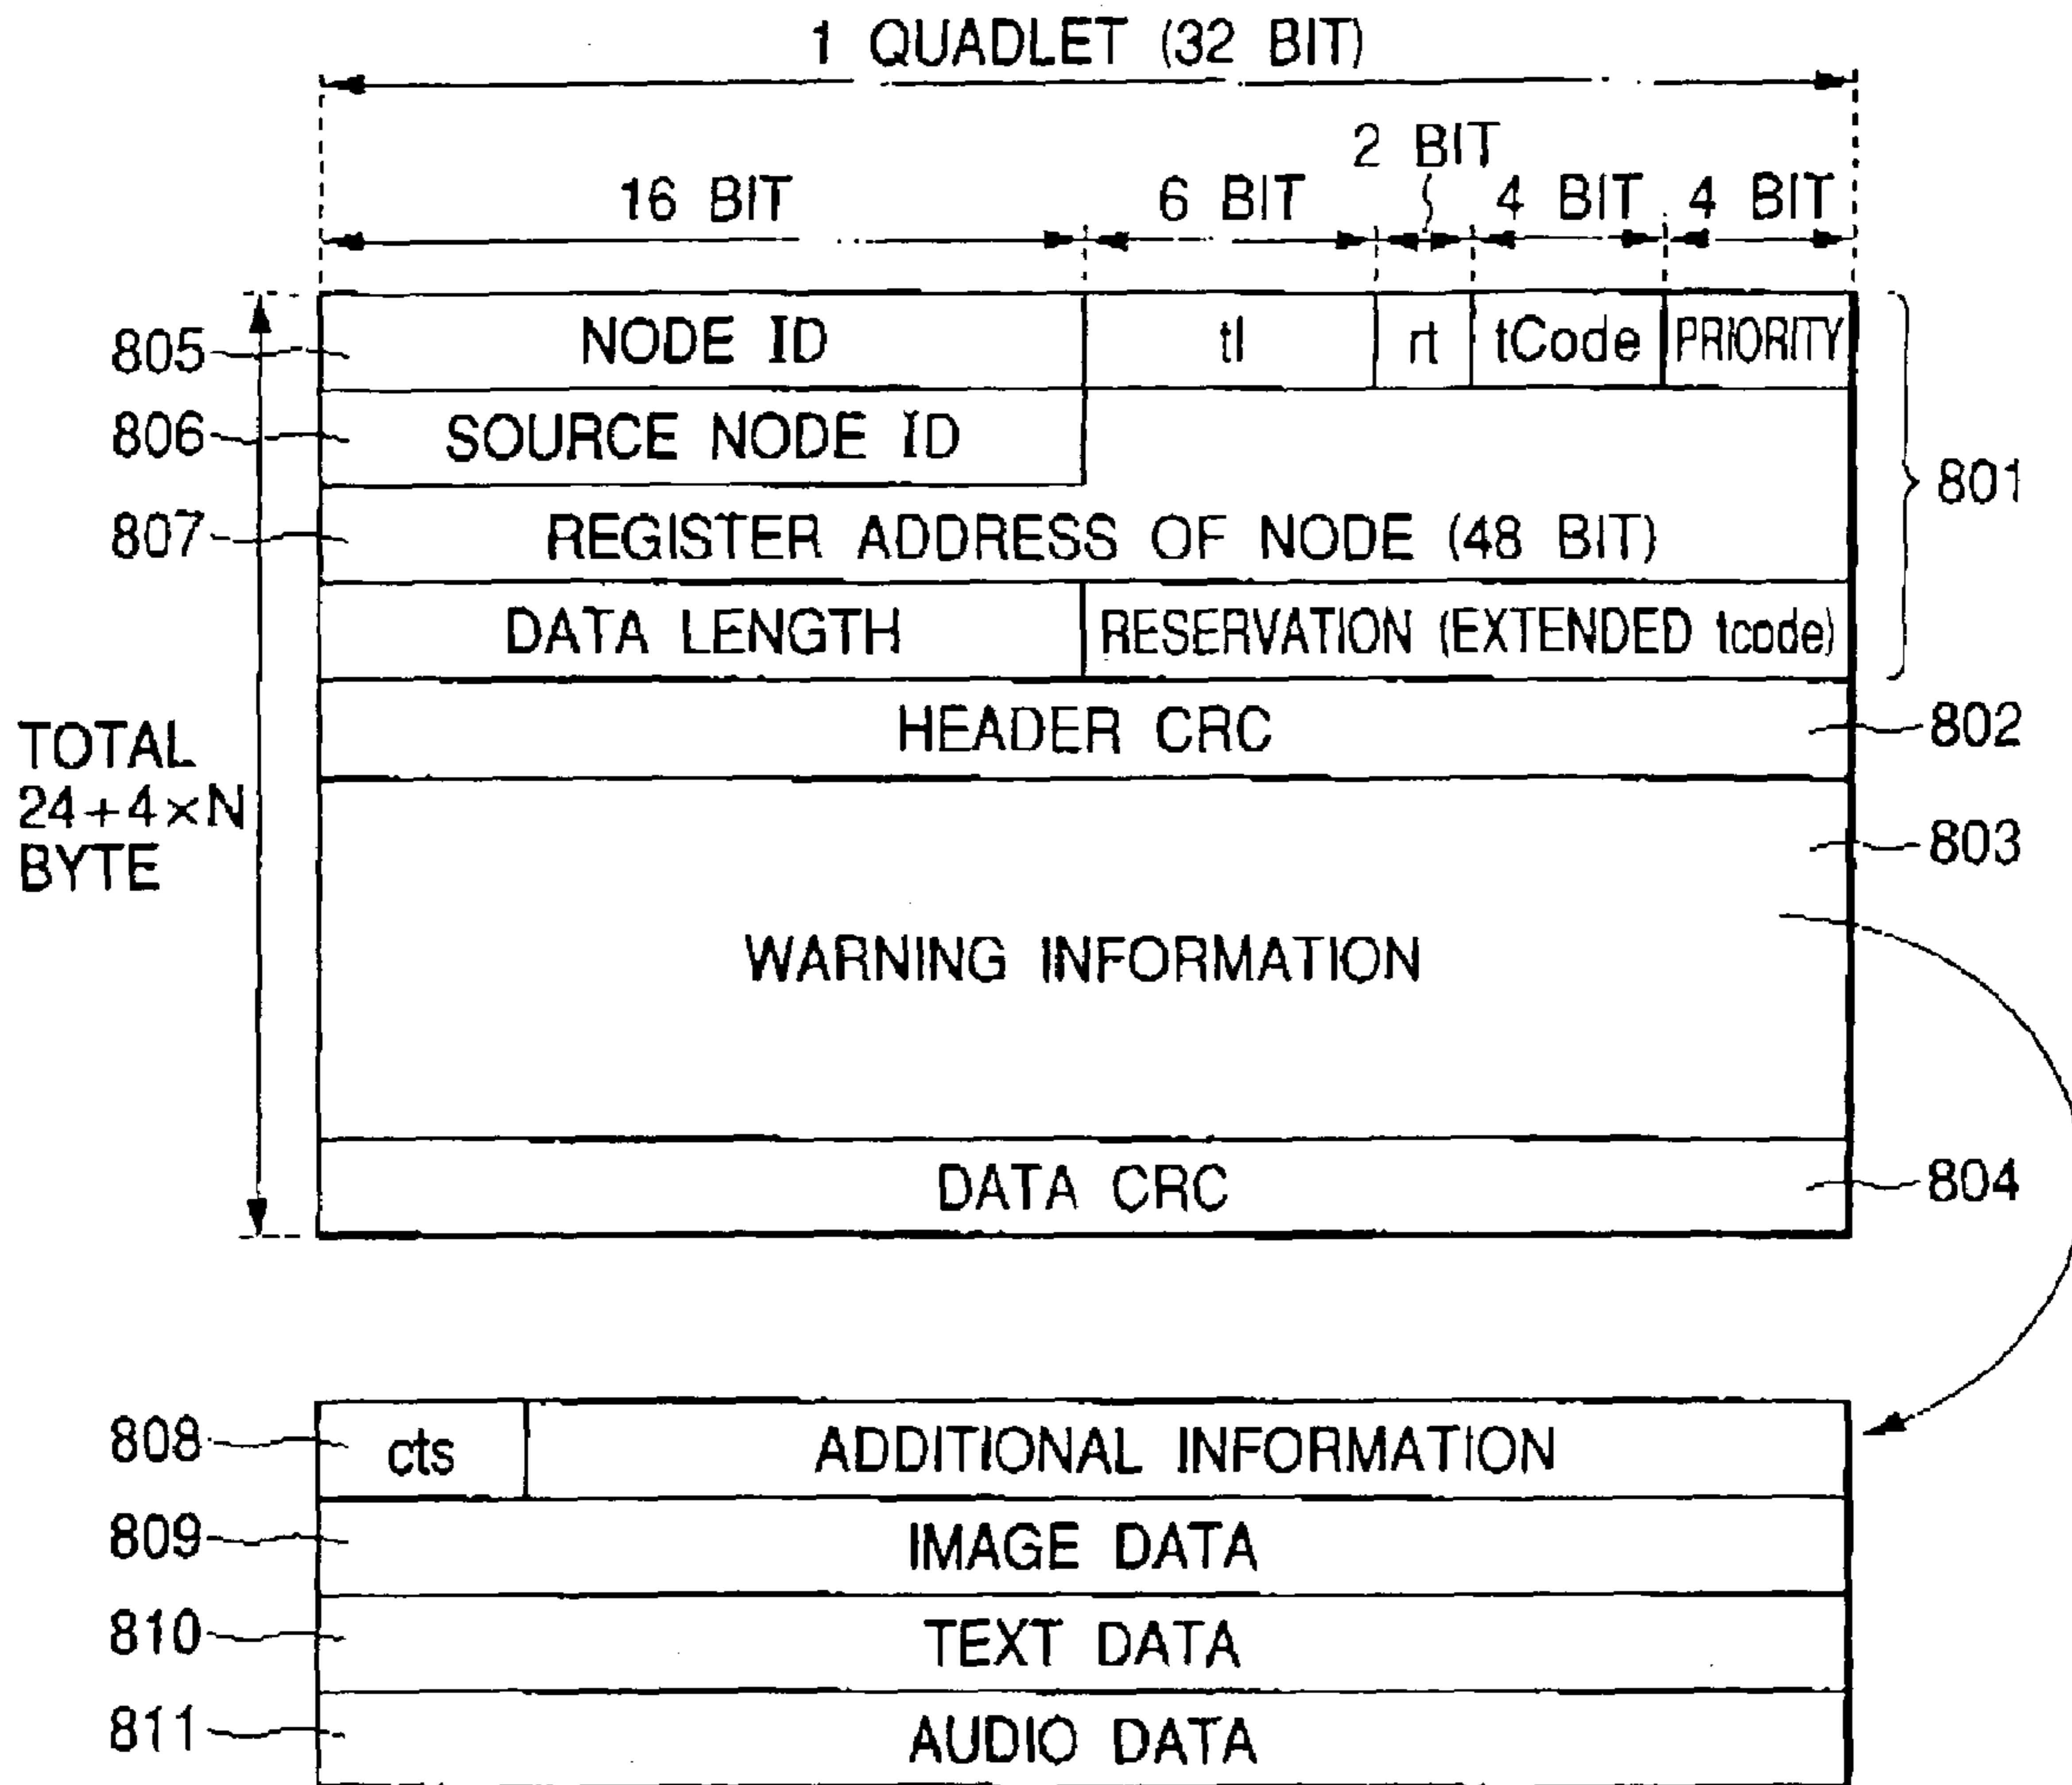 1 QUADLET (32 BIT)
2 BIT
16 BIT 6 BIT 4 BIT 4 BIT
805 NODE ID tl rt tCode PRIORITY
806 SOURCE NODE ID
801
807 REGISTER ADDRESS OF NODE (48 BIT)
DATA LENGTH RESERVATION (EXTENDED tcode)
HEADER CRC 802
TOTAL
24+4×N
BYTE
803
WARNING INFORMATION
DATA CRC 804
808 cts ADDITIONAL INFORMATION
809 IMAGE DATA
810 TEXT DATA
811 AUDIO DATA